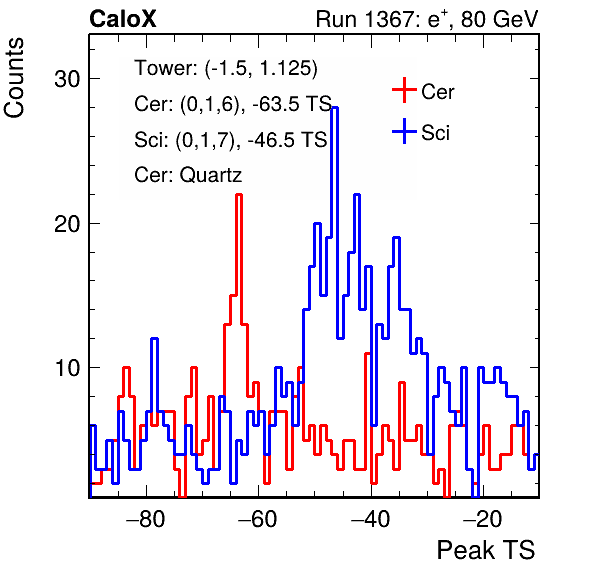 CaloX Run 1367: e⁺, 80 GeV
Counts
Tower: (-1.5, 1.125)
Cer: (0,1,6), -63.5 TS
Sci: (0,1,7), -46.5 TS
Cer: Quartz
Cer
Sci
30
20
10
−80 −60 −40 −20
Peak TS